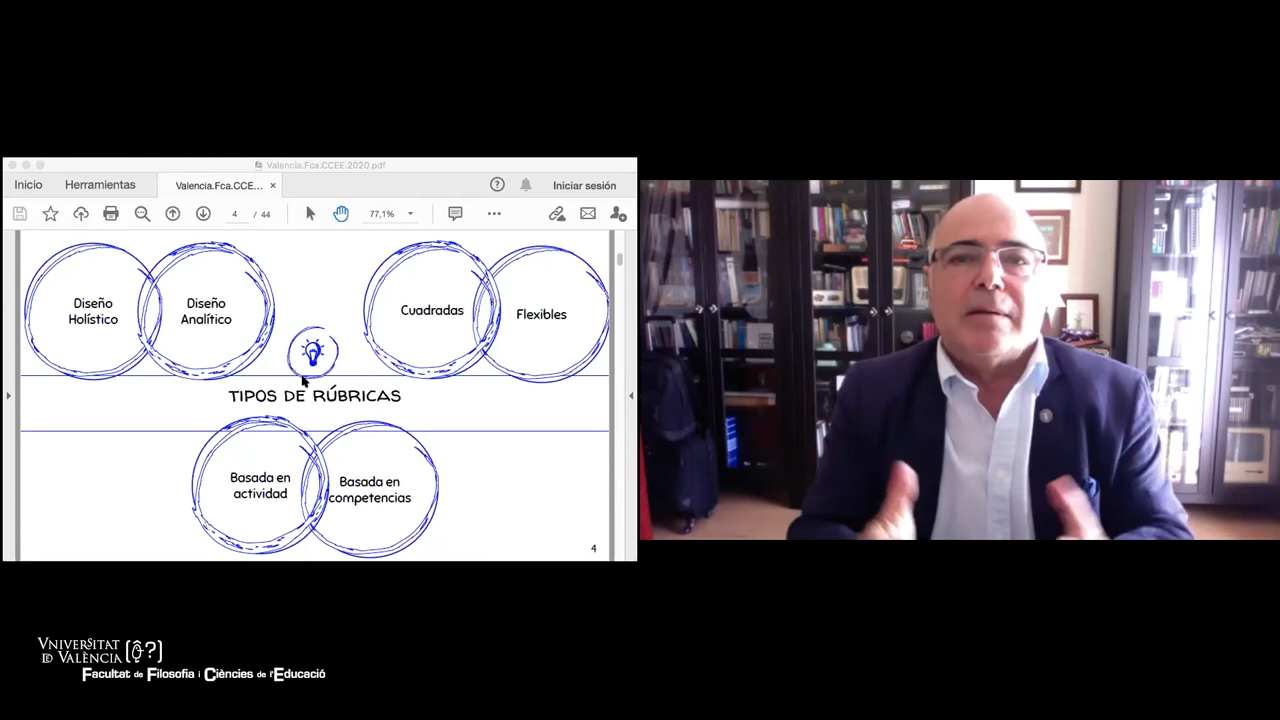 Valencia.Fca.CCEE.2020.pdf
Inicio
Herramientas
Valencia.Fca.CCE... ×
Iniciar sesión
4 / 44
77,1%
Diseño
Holístico
Diseño
Analítico
Cuadradas
Flexibles
TIPOS DE RÚBRICAS
Basada en
actividad
Basada en
competencias
4
VNIVERSITAT
DE VALÈNCIA
Facultat de Filosofia i Ciències de l'Educació